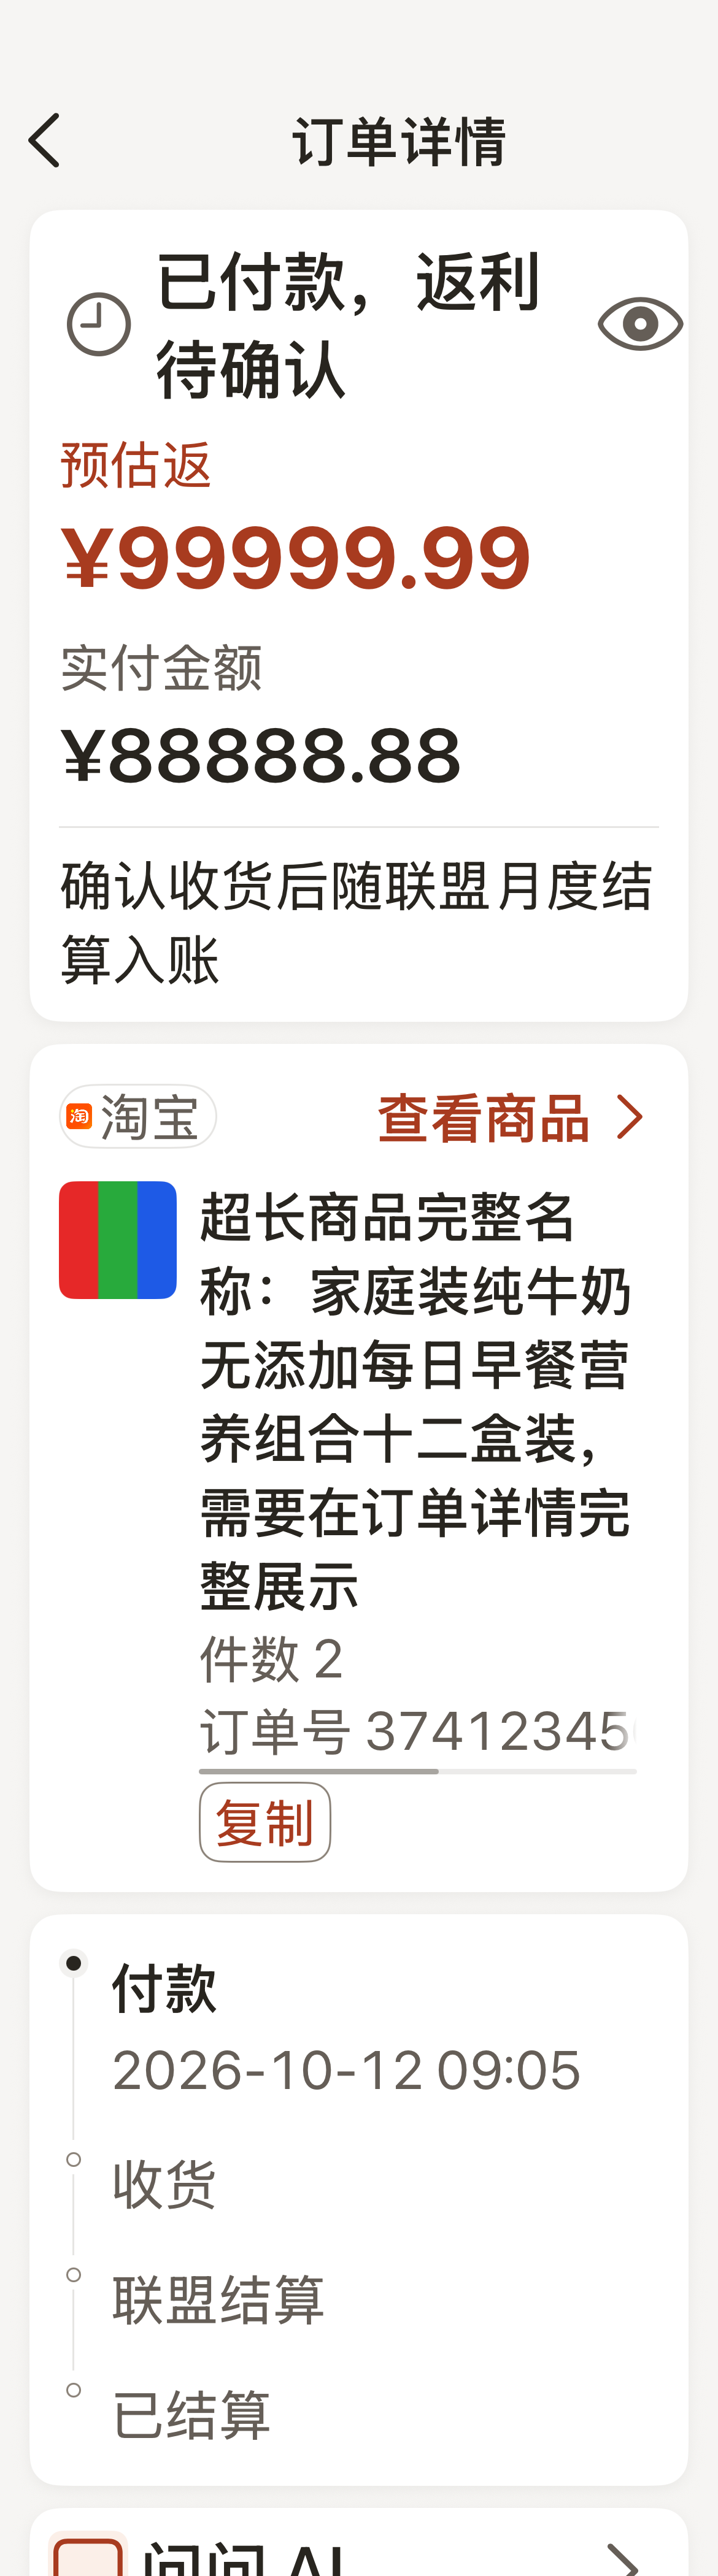 订单详情
已付款，返利
待确认
预估返
¥99999.99
实付金额
¥88888.88
确认收货后随联盟月度结
算入账
淘 淘宝 查看商品
超长商品完整名
称：家庭装纯牛奶
无添加每日早餐营
养组合十二盒装，
需要在订单详情完
整展示
件数 2
订单号 37412345
复制
付款
2026-10-12 09:05
收货
联盟结算
已结算
问问 AI